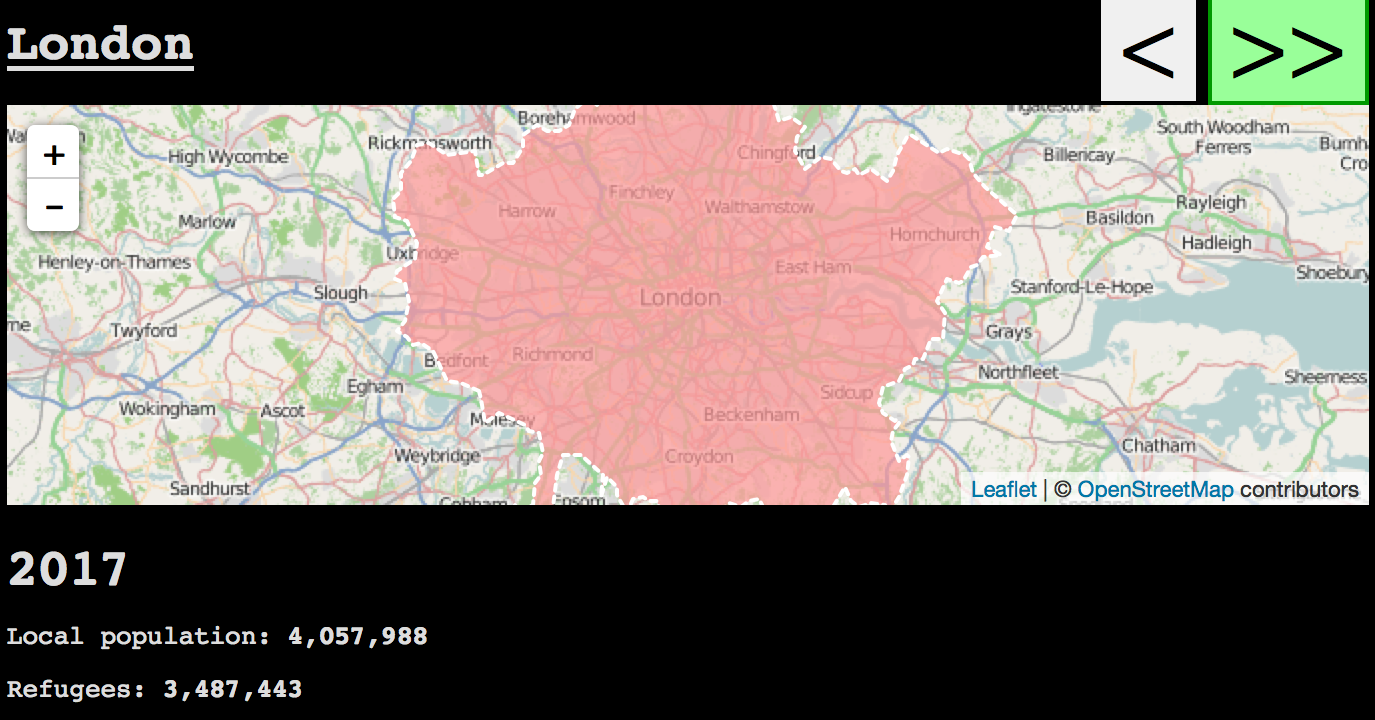 London
<
>>
Borehamwood
Ingatestone
Rickmansworth
South Woodham
Ferrers
High Wycombe
Chingford
Billericay
+
Finchley
Harrow
Walthamstow
Rayleigh
Marlow
Basildon
−
Hornchurch
Hadleigh
Uxbridge
Henley-on-Thames
East Ham
Shoebury
Slough
London
Stanford-Le-Hope
Twyford
Grays
Bedfont
Richmond
Northfleet
Egham
Sidcup
Sheerness
Wokingham
Ascot
Molesey
Beckenham
Chatham
Weybridge
Croydon
Sandhurst
Cobham
Epsom
Leaflet | © OpenStreetMap contributors
2017
Local population: 4,057,988
Refugees: 3,487,443